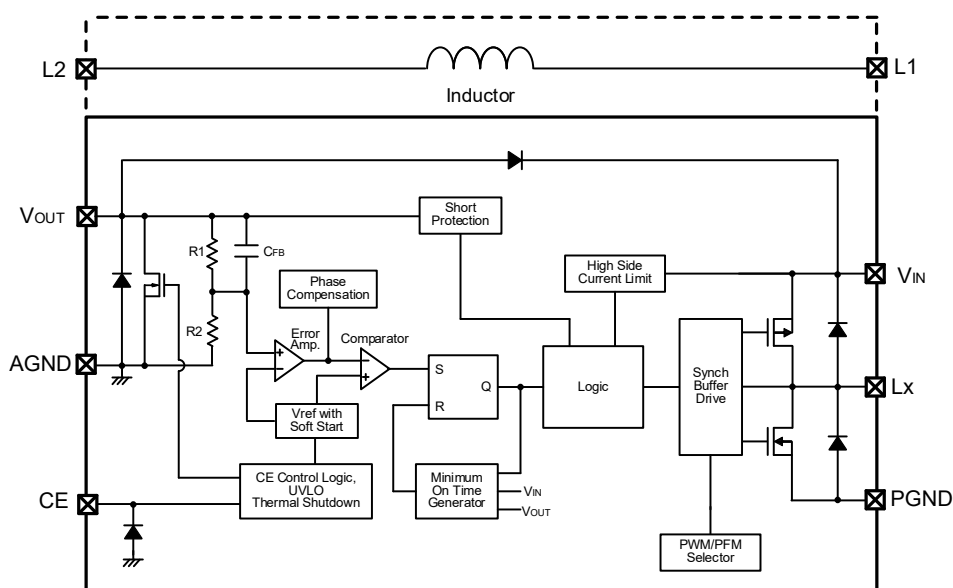 L2
L1
Inductor
VOUT
Short
Protection
R1
CFB
High Side
Current Limit
VIN
Phase
Compensation
R2
Error
Amp.
Comparator
AGND
S
Q
R
Logic
Synch
Buffer
Drive
Lx
Vref with
Soft Start
CE Control Logic,
UVLO
Thermal Shutdown
Minimum
On Time
Generator
VIN
VOUT
CE
PGND
PWM/PFM
Selector